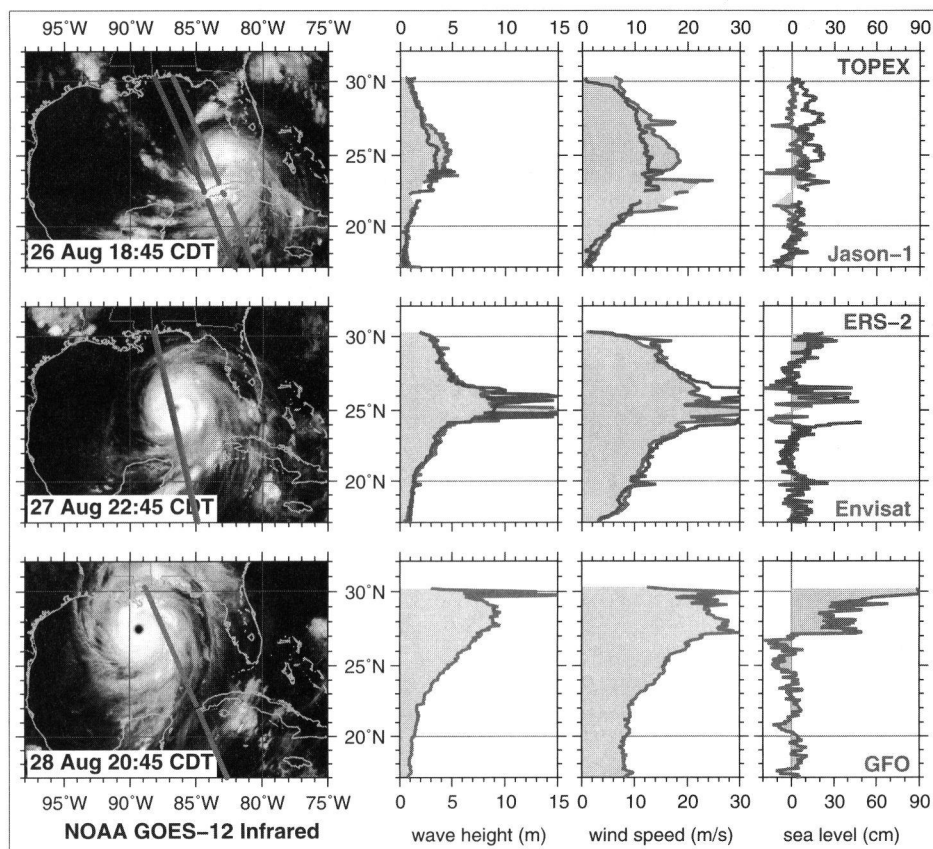 95°W 90°W 85°W 80°W 0 5 10 15 0 10 20 30 0 30 60 90
30°N TOPEX
25°N
20°N
26 Aug 18:45 CDT Jason-1
30°N ERS-2
25°N
20°N
27 Aug 22:45 CDT Envisat
30°N
25°N
20°N
28 Aug 20:45 CDT GFO
95°W 90°W 85°W 80°W 0 5 10 15 0 10 20 30 0 30 60 90
NOAA GOES-12 Infrared wave height (m) wind speed (m/s) sea level (cm)